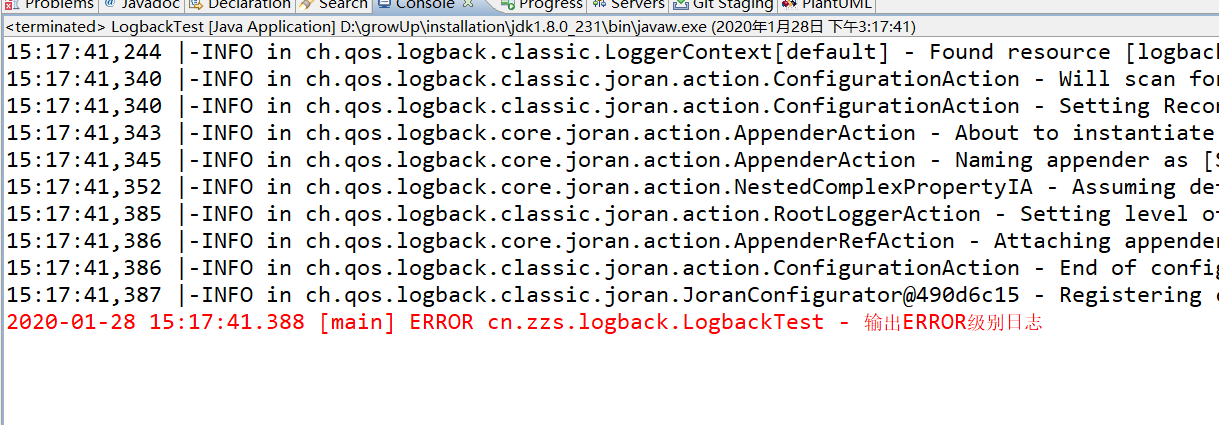 Problems @ Javadoc Declaration Search Console Progress Servers Git Staging PlantUML
<terminated> LogbackTest [Java Application] D:\growUp\installation\jdk1.8.0_231\bin\javaw.exe (2020年1月28日 下午3:17:41)
15:17:41,244 |-INFO in ch.qos.logback.classic.LoggerContext[default] - Found resource [logback
15:17:41,340 |-INFO in ch.qos.logback.classic.joran.action.ConfigurationAction - Will scan for
15:17:41,340 |-INFO in ch.qos.logback.classic.joran.action.ConfigurationAction - Setting Recon
15:17:41,343 |-INFO in ch.qos.logback.core.joran.action.AppenderAction - About to instantiate
15:17:41,345 |-INFO in ch.qos.logback.core.joran.action.AppenderAction - Naming appender as [S
15:17:41,352 |-INFO in ch.qos.logback.core.joran.action.NestedComplexPropertyIA - Assuming def
15:17:41,385 |-INFO in ch.qos.logback.classic.joran.action.RootLoggerAction - Setting level of
15:17:41,386 |-INFO in ch.qos.logback.core.joran.action.AppenderRefAction - Attaching appender
15:17:41,386 |-INFO in ch.qos.logback.classic.joran.action.ConfigurationAction - End of config
15:17:41,387 |-INFO in ch.qos.logback.classic.joran.JoranConfigurator@490d6c15 - Registering c
2020-01-28 15:17:41.388 [main] ERROR cn.zzs.logback.LogbackTest - 输出ERROR级别日志